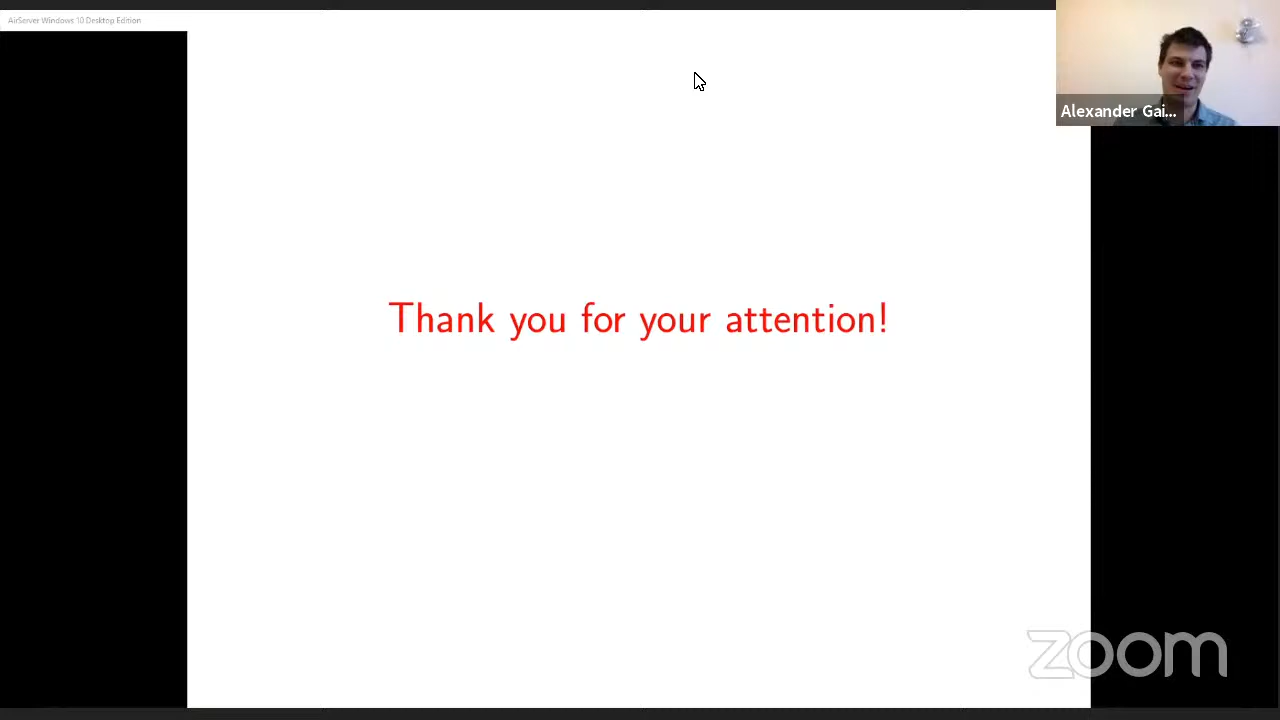 AirServer Windows 10 Desktop Edition
Alexander Gai...
Thank you for your attention!
zoom